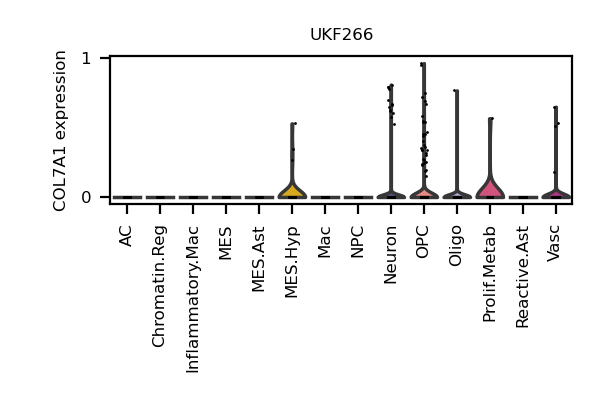 UKF266
COL7A1 expression
1
0
AC
Chromatin.Reg
Inflammatory.Mac
MES
MES.Ast
MES.Hyp
Mac
NPC
Neuron
OPC
Oligo
Prolif.Metab
Reactive.Ast
Vasc